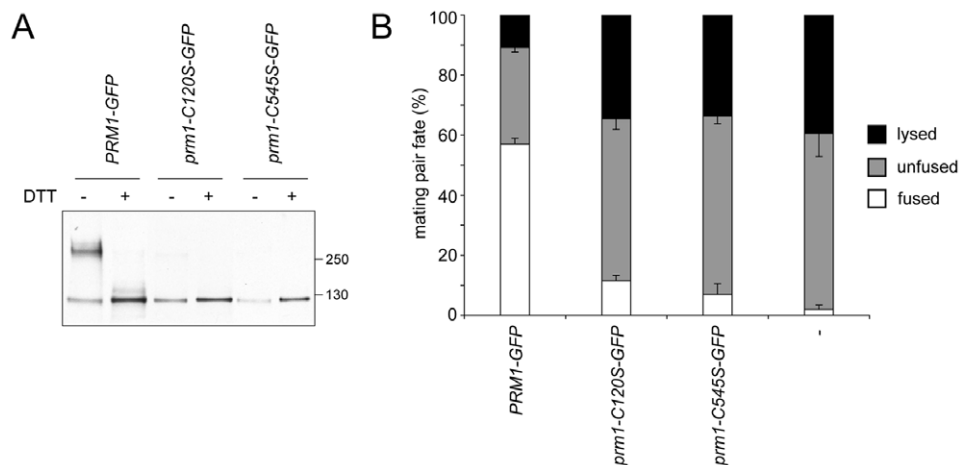 A
PRM1-GFP
prm1-C120S-GFP
prm1-C545S-GFP
DTT - + - + - +
250
130
B
mating pair fate (%)
100
80
60
40
20
0
PRM1-GFP
prm1-C120S-GFP
prm1-C545S-GFP
-
lysed
unfused
fused